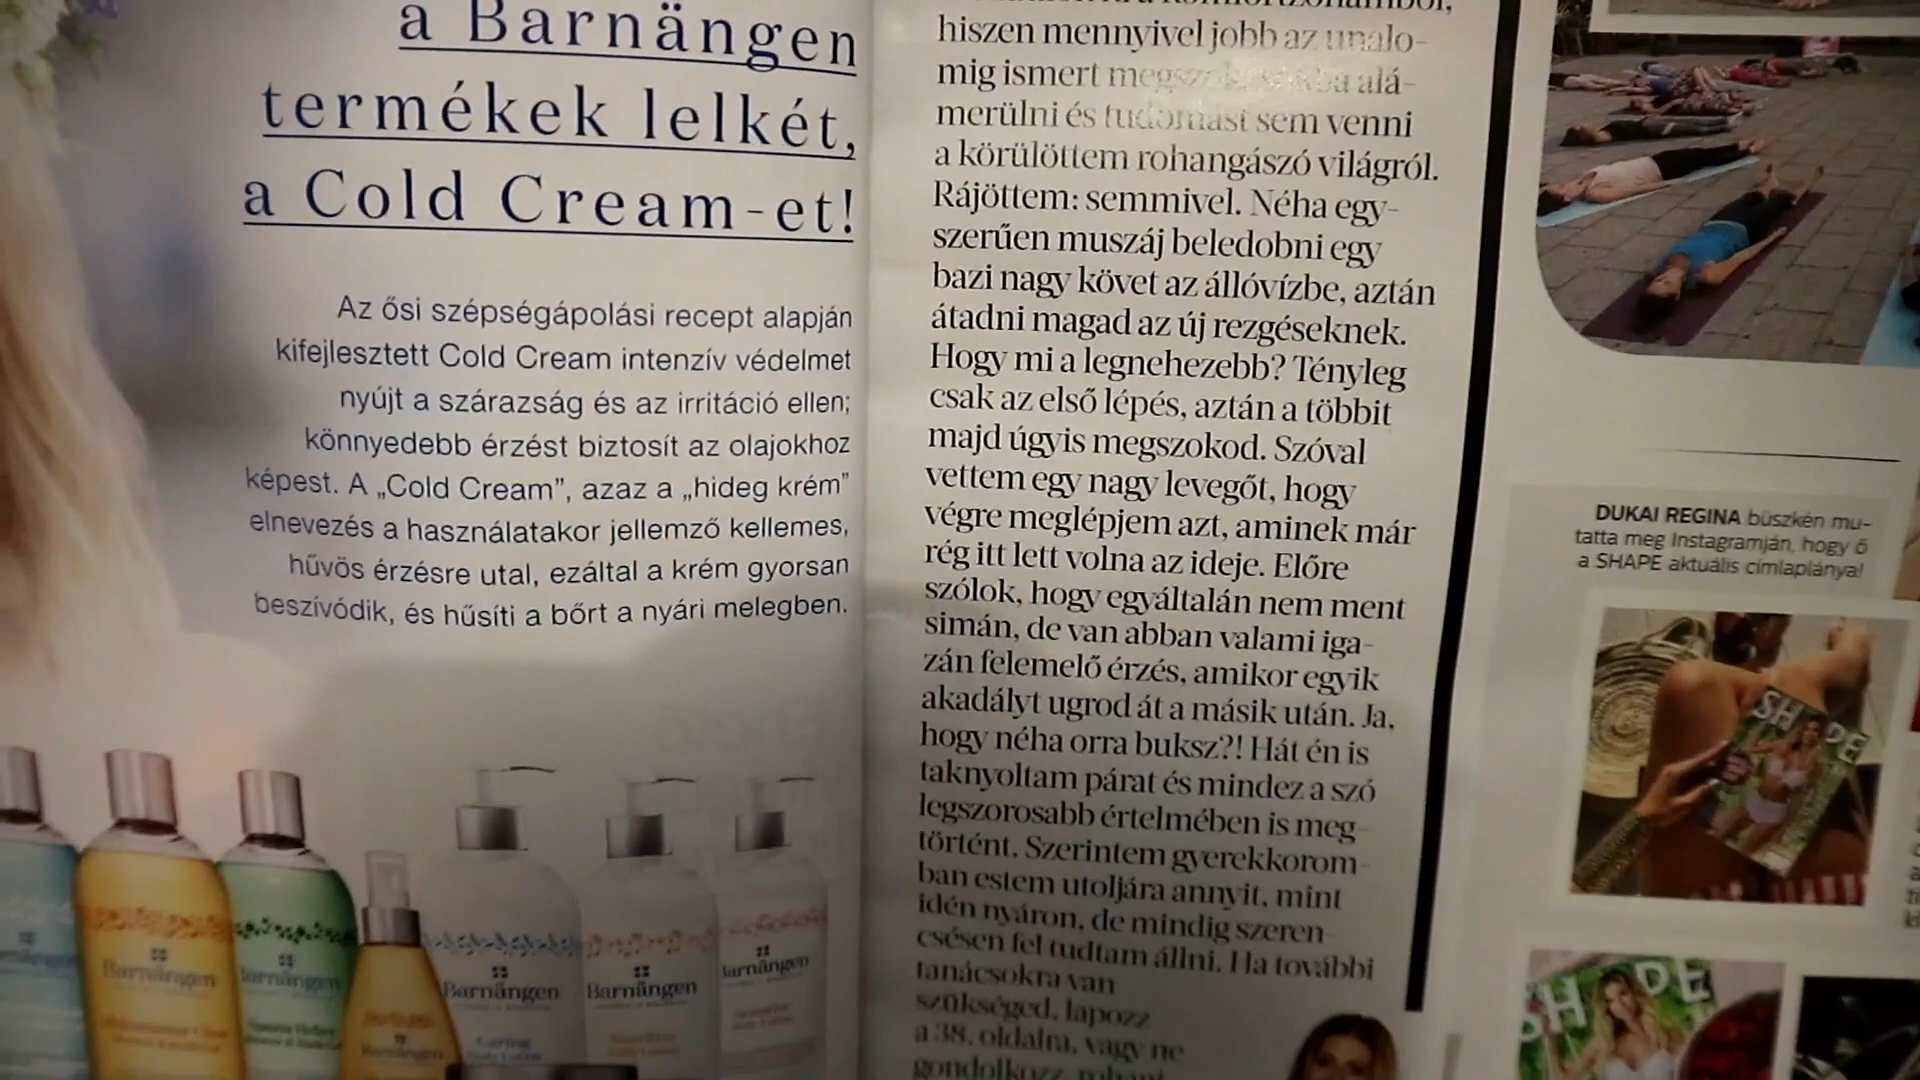 a Barnängen
termékek lelkét,
a Cold Cream-et!
Az ősi szépségápolási recept alapján
kifejlesztett Cold Cream intenzív védelmet
nyújt a szárazság és az irritáció ellen;
könnyedebb érzést biztosít az olajokhoz
képest. A „Cold Cream”, azaz a „hideg krém”
elnevezés a használatakor jellemző kellemes,
hűvös érzésre utal, ezáltal a krém gyorsan
beszívódik, és hűsíti a bőrt a nyári melegben.
Barnängen
Barnängen
Barnängen
Barnängen
Barnängen
Barnängen
Caring
hiszen mennyivel jobb az unalo-
mig ismert alá-
merülni és tudomást sem venni
a körülöttem rohangászó világról.
Rájöttem: semmivel. Néha egy-
szerűen muszáj beledobni egy
bazi nagy követ az állóvízbe, aztán
átadni magad az új rezgéseknek.
Hogy mi a legnehezebb? Tényleg
csak az első lépés, aztán a többit
majd úgyis megszokod. Szóval
vettem egy nagy levegőt, hogy
végre meglépjem azt, aminek már
rég itt lett volna az ideje. Előre
szólok, hogy egyáltalán nem ment
simán, de van abban valami iga-
zán felemelő érzés, amikor egyik
akadályt ugrod át a másik után. Ja,
hogy néha orra buksz?! Hát én is
taknyoltam párat és mindez a szó
legszorosabb értelmében is meg-
történt. Szerintem gyerekkorom-
ban estem utoljára annyit, mint
idén nyáron, de mindig szeren-
csésen fel tudtam állni. Ha további
tanácsokra van
szükséged, lapozz
a 38. oldalra, vagy ne
gondolkozz,
DUKAI REGINA büszkén mu-
tatta meg Instagramján, hogy ő
a SHAPE aktuális címlaplánya!
SHAPE
SHAPE